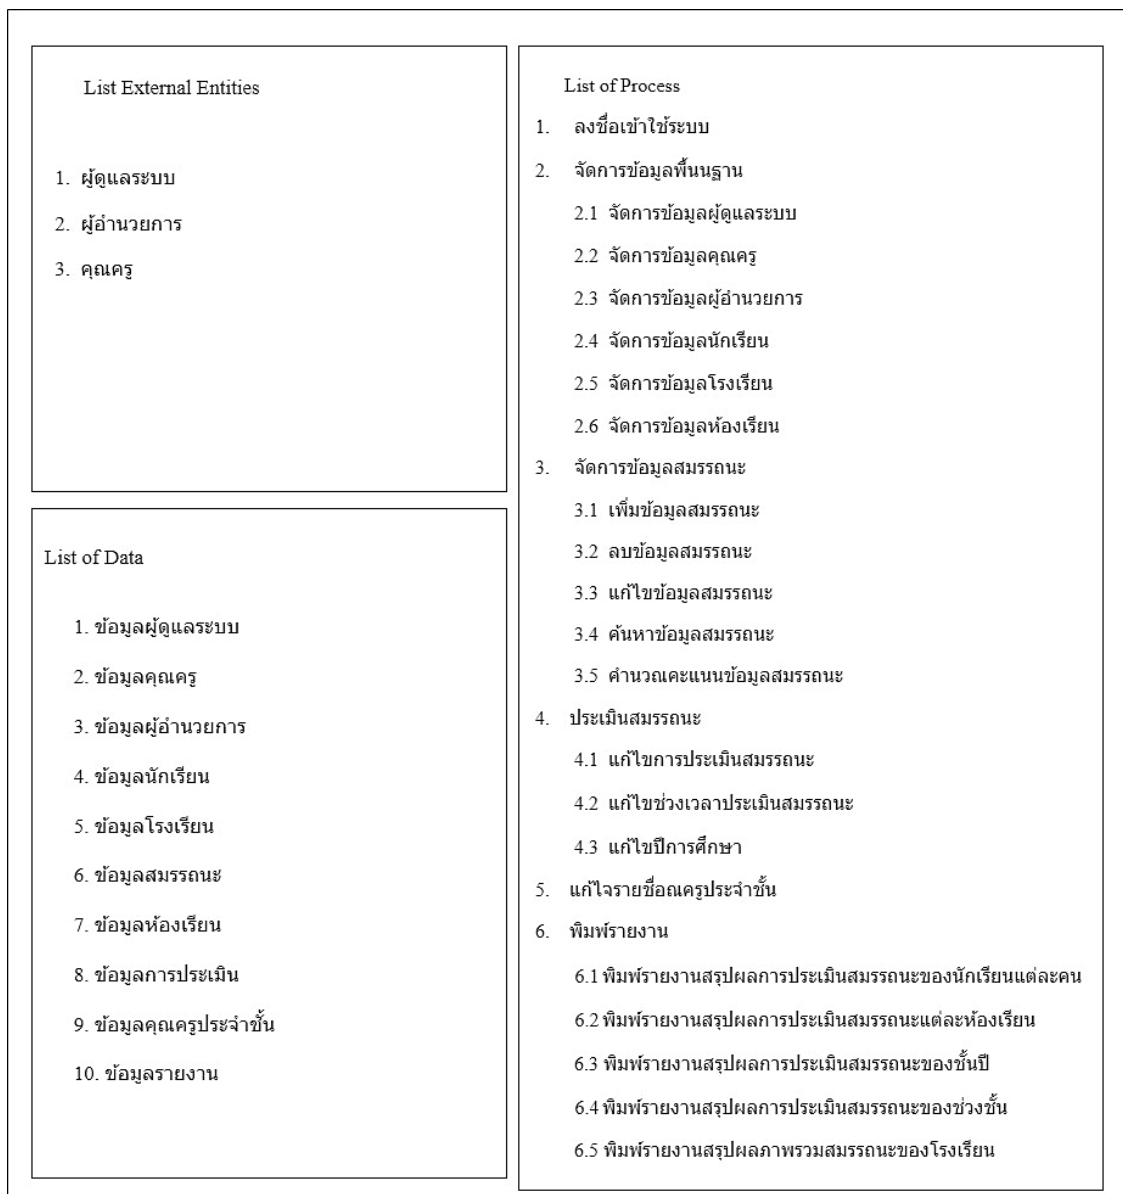 List External Entities
1. ผู้ดูแลระบบ
2. ผู้อำนวยการ
3. คุณครู
List of Data
1. ข้อมูลผู้ดูแลระบบ
2. ข้อมูลคุณครู
3. ข้อมูลผู้อำนวยการ
4. ข้อมูลนักเรียน
5. ข้อมูลโรงเรียน
6. ข้อมูลสมรรถนะ
7. ข้อมูลห้องเรียน
8. ข้อมูลการประเมิน
9. ข้อมูลคุณครูประจำชั้น
10. ข้อมูลรายงาน
List of Process
1. ลงชื่อเข้าใช้ระบบ
2. จัดการข้อมูลพื้นนฐาน
2.1 จัดการข้อมูลผู้ดูแลระบบ
2.2 จัดการข้อมูลคุณครู
2.3 จัดการข้อมูลผู้อำนวยการ
2.4 จัดการข้อมูลนักเรียน
2.5 จัดการข้อมูลโรงเรียน
2.6 จัดการข้อมูลห้องเรียน
3. จัดการข้อมูลสมรรถนะ
3.1 เพิ่มข้อมูลสมรรถนะ
3.2 ลบข้อมูลสมรรถนะ
3.3 แก้ไขข้อมูลสมรรถนะ
3.4 ค้นหาข้อมูลสมรรถนะ
3.5 คำนวณคะแนนข้อมูลสมรรถนะ
4. ประเมินสมรรถนะ
4.1 แก้ไขการประเมินสมรรถนะ
4.2 แก้ไขช่วงเวลาประเมินสมรรถนะ
4.3 แก้ไขปีการศึกษา
5. แก้ไจรายชื่อณครูประจำชั้น
6. พิมพ์รายงาน
6.1 พิมพ์รายงานสรุปผลการประเมินสมรรถนะของนักเรียนแต่ละคน
6.2 พิมพ์รายงานสรุปผลการประเมินสมรรถนะแต่ละห้องเรียน
6.3 พิมพ์รายงานสรุปผลการประเมินสมรรถนะของชั้นปี
6.4 พิมพ์รายงานสรุปผลการประเมินสมรรถนะของช่วงชั้น
6.5 พิมพ์รายงานสรุปผลภาพรวมสมรรถนะของโรงเรียน